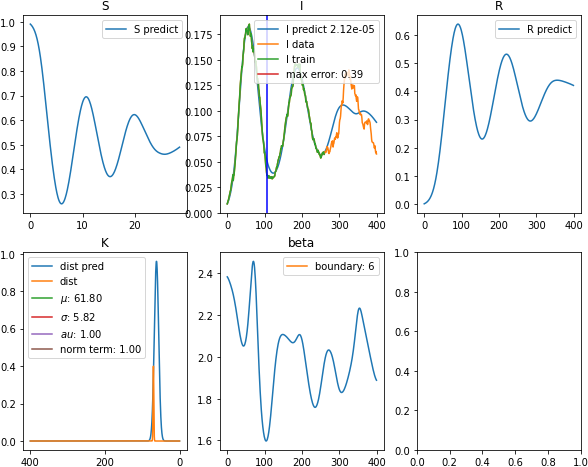 S
I
R
S predict
I predict 2.12e-05
I data
I train
max error: 0.39
R predict
1.0
0.9
0.8
0.7
0.6
0.5
0.4
0.3
0 10 20
0.175
0.150
0.125
0.100
0.075
0.050
0.025
0.000
0 100 200 300 400
0.6
0.5
0.4
0.3
0.2
0.1
0.0
0 100 200 300 400
K
beta
dist pred
dist
μ: 61.80
σ: 5.82
au: 1.00
norm term: 1.00
boundary: 6
1.0
0.8
0.6
0.4
0.2
0.0
400 200 0
2.4
2.2
2.0
1.8
1.6
0 100 200 300 400
1.0
0.8
0.6
0.4
0.2
0.0
0.0 0.2 0.4 0.6 0.8 1.0